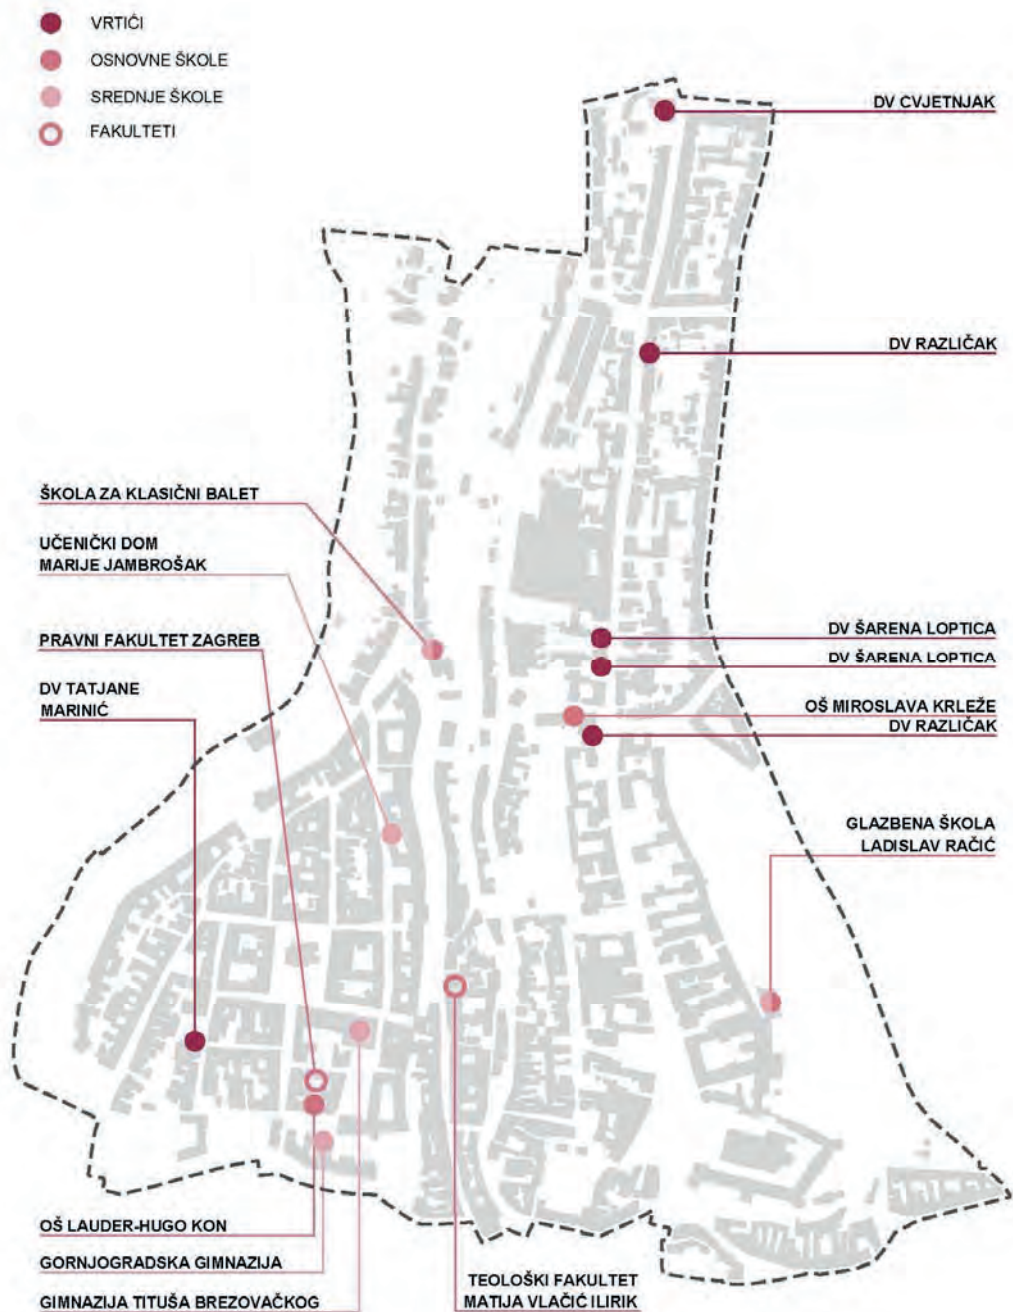 VRTIĆI
OSNOVNE ŠKOLE
SREDNJE ŠKOLE
FAKULTETI
DV CVJETNJAK
DV RAZLIČAK
ŠKOLA ZA KLASIČNI BALET
UČENIČKI DOM
MARIJE JAMBROŠAK
PRAVNI FAKULTET ZAGREB
DV TATJANE
MARINIĆ
DV ŠARENA LOPTICA
DV ŠARENA LOPTICA
OŠ MIROSLAVA KRLEŽE
DV RAZLIČAK
GLAZBENA ŠKOLA
LADISLAV RAČIĆ
OŠ LAUDER-HUGO KON
GORNJOGRADSKA GIMNAZIJA
GIMNAZIJA TITUŠA BREZOVAČKOG
TEOLOŠKI FAKULTET
MATIJA VLAČIĆ ILIRIK